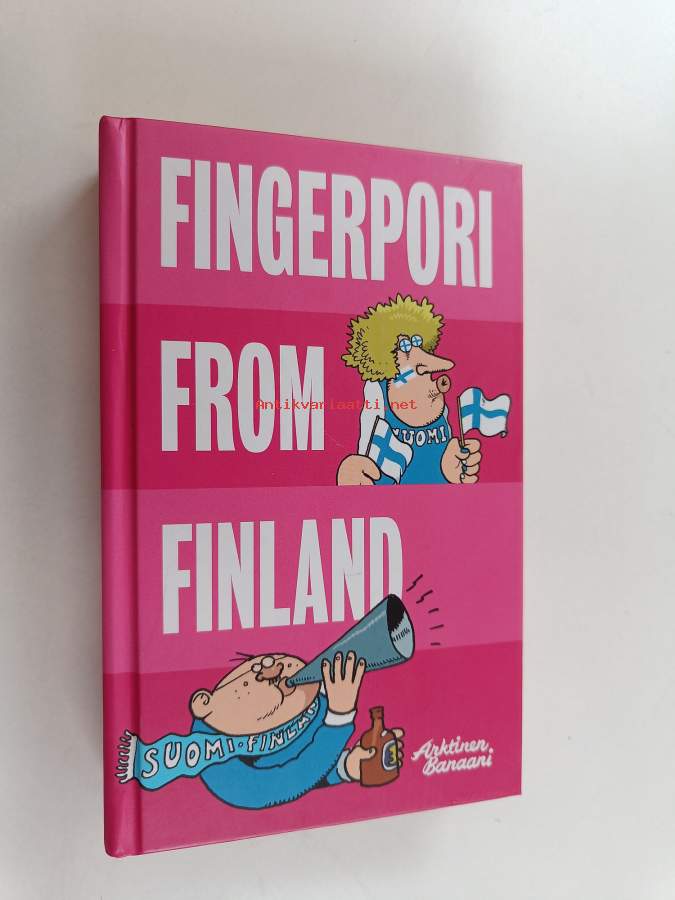 FINGERPORI
FROM
Antikvariaatti.net
SUOMI
FINLAND
SUOMI·FINLAND
Arktinen
Banaani